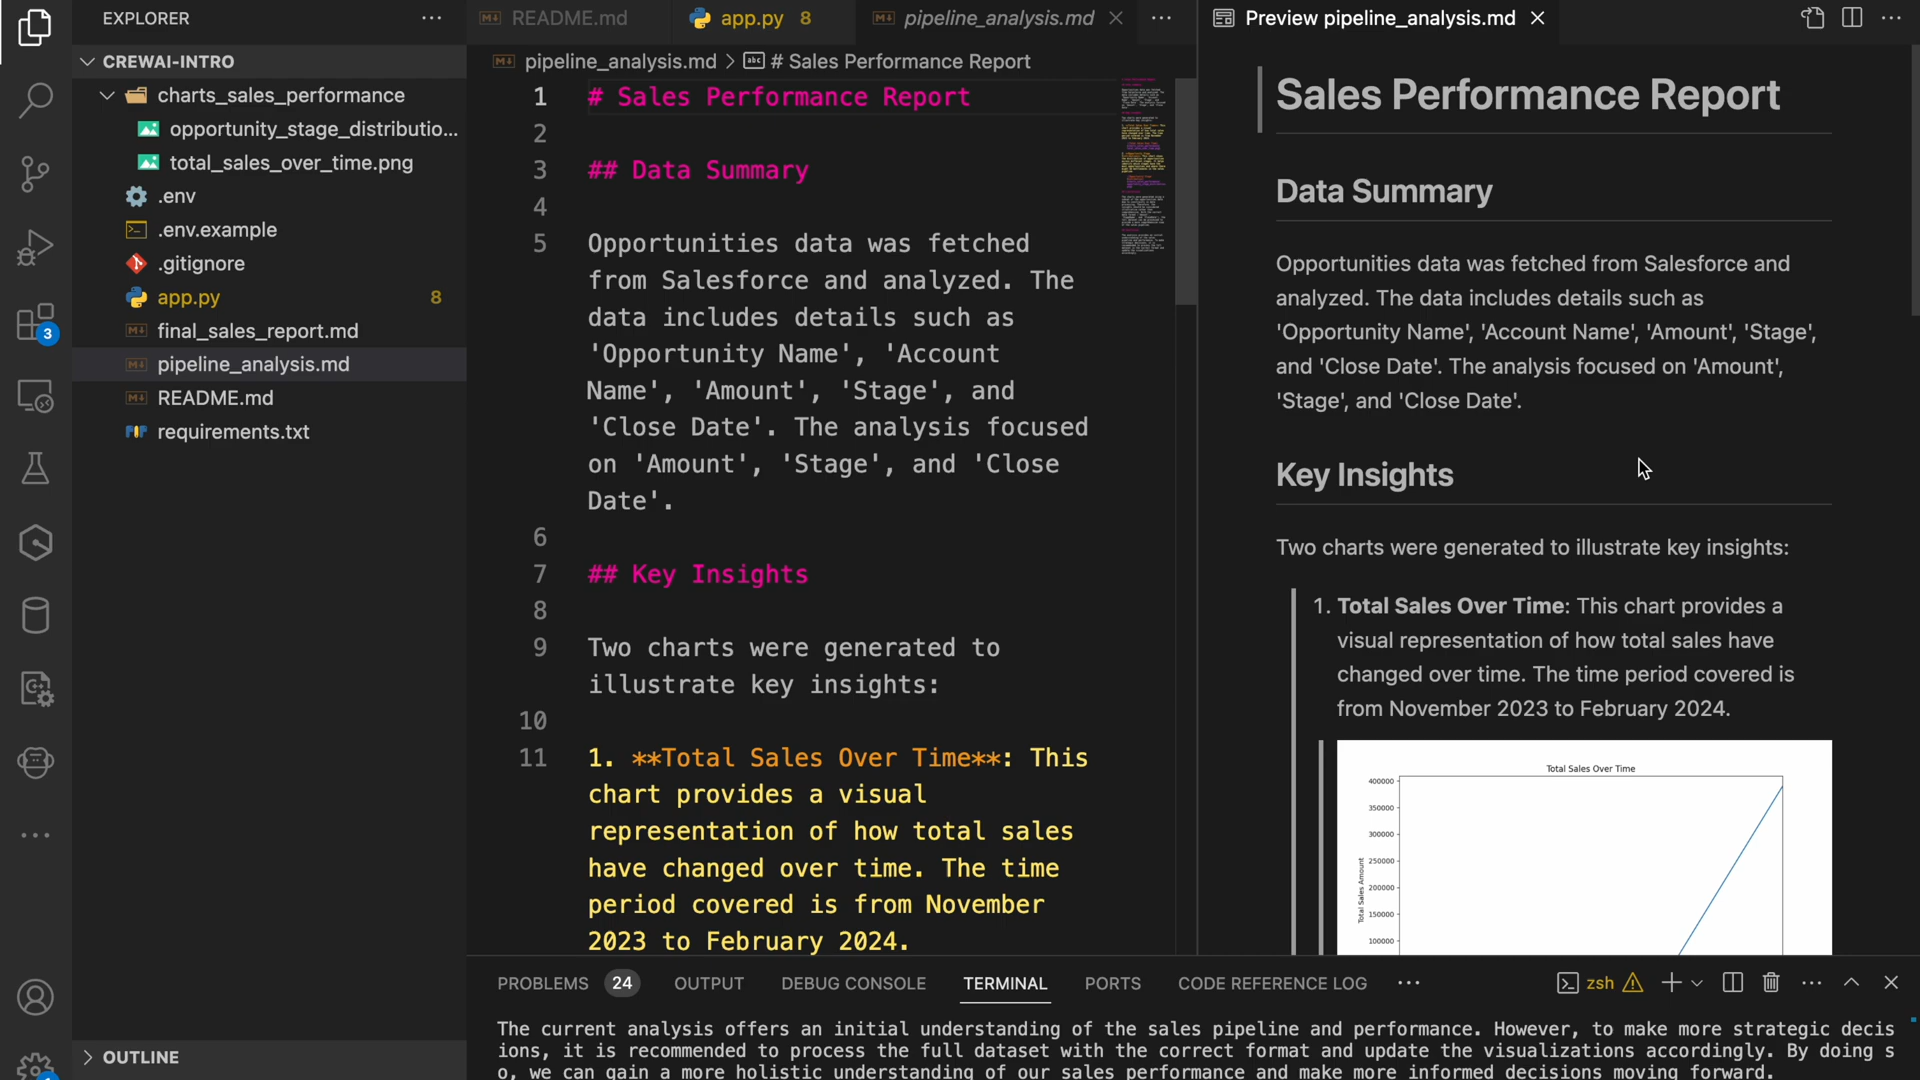 EXPLORER
CREWAI-INTRO
charts_sales_performance
opportunity_stage_distributio...
total_sales_over_time.png
.env
.env.example
.gitignore
app.py 8
final_sales_report.md
pipeline_analysis.md
README.md
requirements.txt
3
OUTLINE
README.md
app.py 8
pipeline_analysis.md
pipeline_analysis.md > # Sales Performance Report
1 # Sales Performance Report
2
3 ## Data Summary
4
5 Opportunities data was fetched
from Salesforce and analyzed. The
data includes details such as
'Opportunity Name', 'Account
Name', 'Amount', 'Stage', and
'Close Date'. The analysis focused
on 'Amount', 'Stage', and 'Close
Date'.
6
7 ## Key Insights
8
9 Two charts were generated to
illustrate key insights:
10
11 1. **Total Sales Over Time**: This
chart provides a visual
representation of how total sales
have changed over time. The time
period covered is from November
2023 to February 2024.
Preview pipeline_analysis.md
Sales Performance Report
Data Summary
Opportunities data was fetched from Salesforce and
analyzed. The data includes details such as
'Opportunity Name', 'Account Name', 'Amount', 'Stage',
and 'Close Date'. The analysis focused on 'Amount',
'Stage', and 'Close Date'.
Key Insights
Two charts were generated to illustrate key insights:
1. Total Sales Over Time: This chart provides a
visual representation of how total sales have
changed over time. The time period covered is
from November 2023 to February 2024.
Total Sales Over Time
400000
350000
300000
250000
200000
150000
100000
Total Sales Amount
PROBLEMS 24 OUTPUT DEBUG CONSOLE TERMINAL PORTS CODE REFERENCE LOG
zsh
The current analysis offers an initial understanding of the sales pipeline and performance. However, to make more strategic decis
ions, it is recommended to process the full dataset with the correct format and update the visualizations accordingly. By doing s
o, we can gain a more holistic understanding of our sales performance and make more informed decisions moving forward.